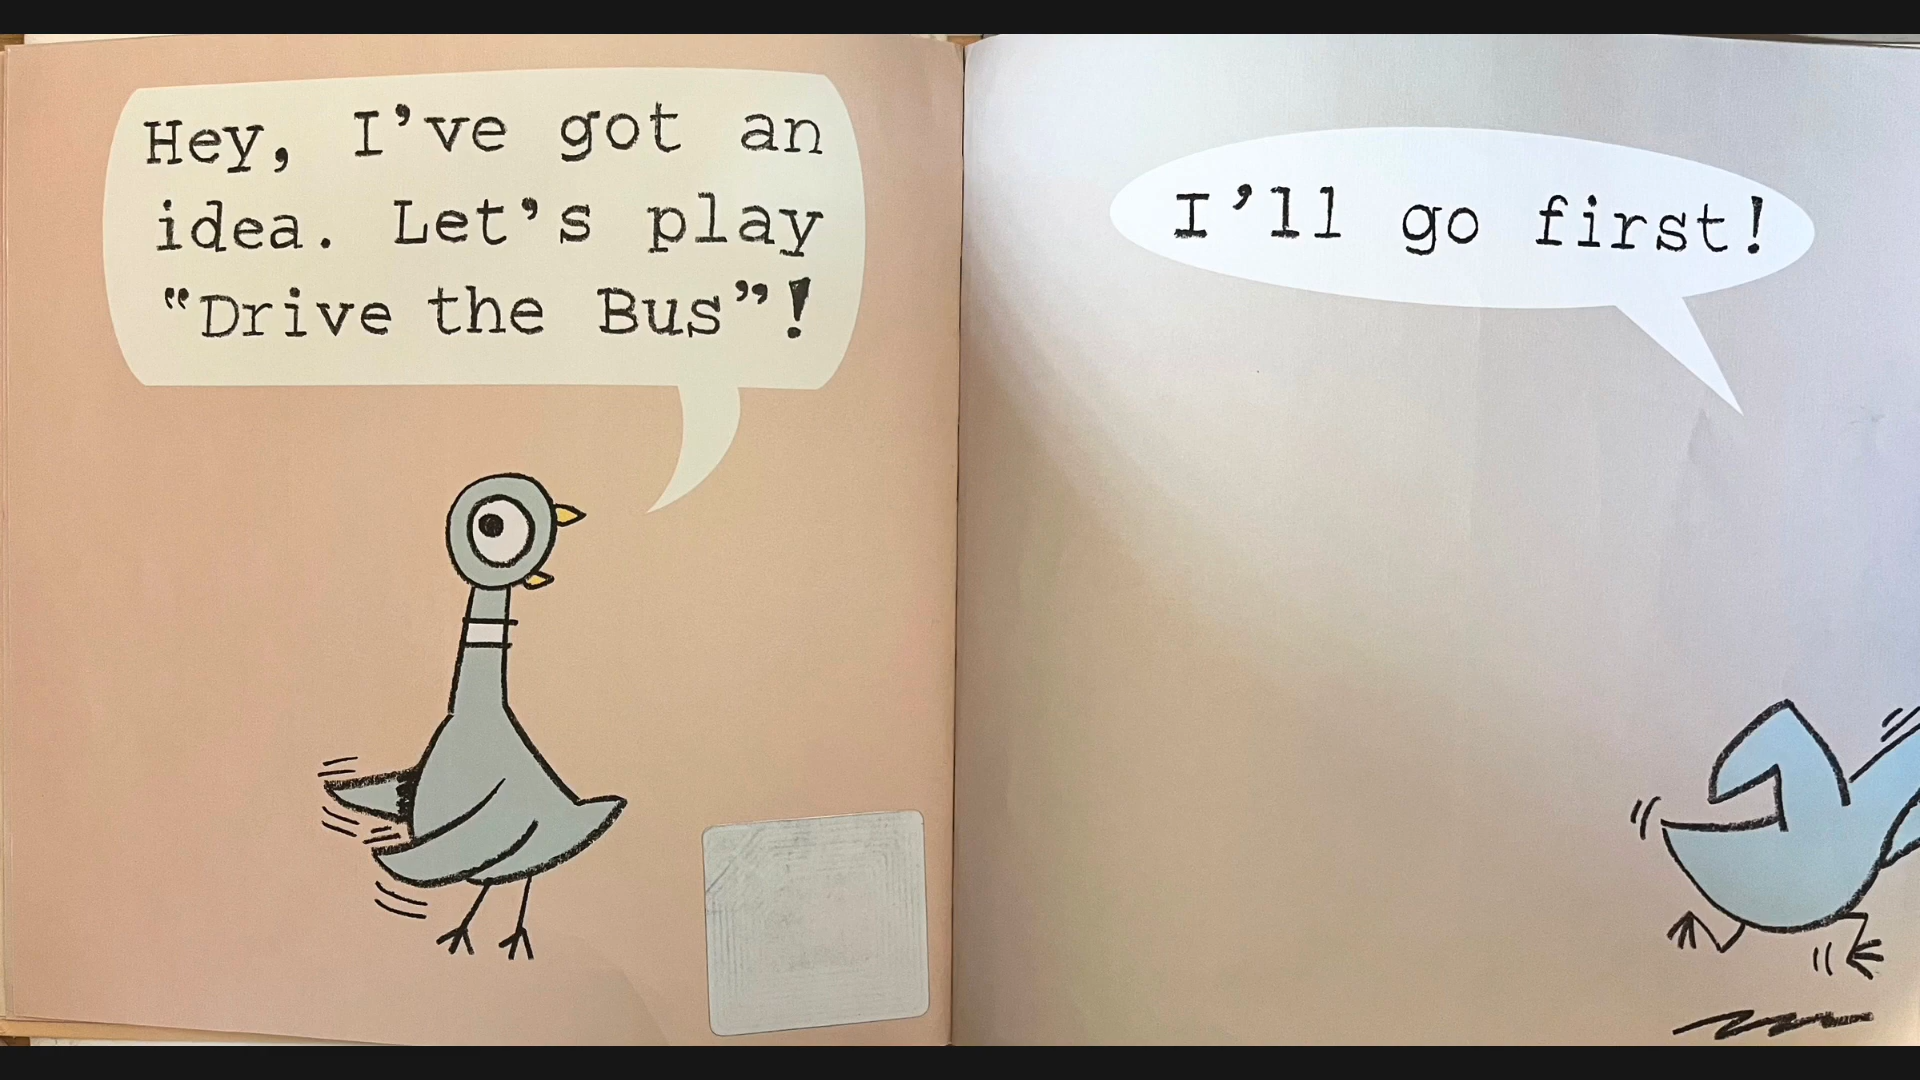 Hey, I've got an
idea. Let's play
“Drive the Bus”!
I'll go first!